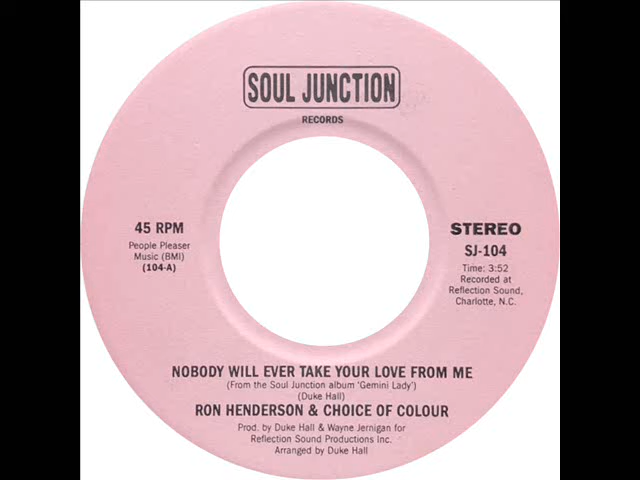 SOUL JUNCTION
RECORDS
45 RPM
People Pleaser
Music (BMI)
(104-A)
STEREO
SJ-104
Time: 3:52
Recorded at
Reflection Sound,
Charlotte, N.C.
NOBODY WILL EVER TAKE YOUR LOVE FROM ME
(From the Soul Junction album 'Gemini Lady')
(Duke Hall)
RON HENDERSON & CHOICE OF COLOUR
Prod. by Duke Hall & Wayne Jernigan for
Reflection Sound Productions Inc.
Arranged by Duke Hall